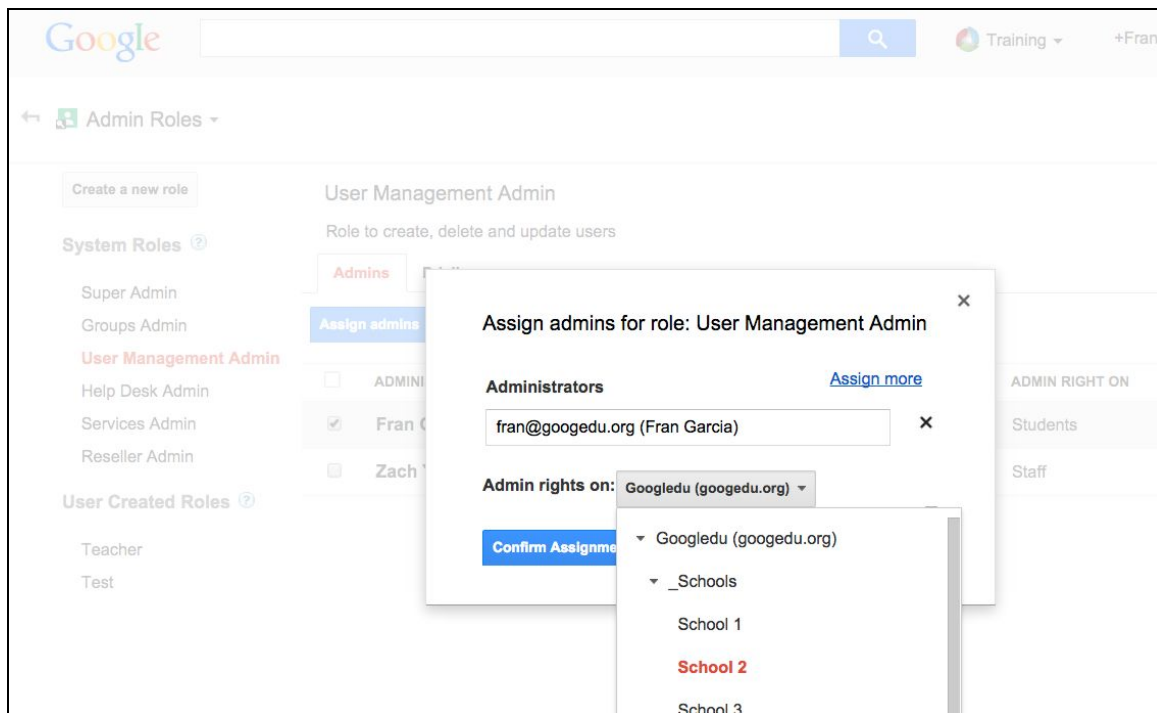 Google
Training
+Fran
Admin Roles
Create a new role
User Management Admin
Role to create, delete and update users
System Roles ?
Admins
Super Admin
Groups Admin
User Management Admin
Help Desk Admin
Services Admin
Reseller Admin
User Created Roles ?
Teacher
Test
Assign admins
ADMINI
ADMIN RIGHT ON
Fran
Students
Zach
Staff
Assign admins for role: User Management Admin
Administrators
Assign more
fran@googedu.org (Fran Garcia)
Admin rights on: Googledu (googedu.org)
Confirm Assignme
Googledu (googedu.org)
_Schools
School 1
School 2
School 3